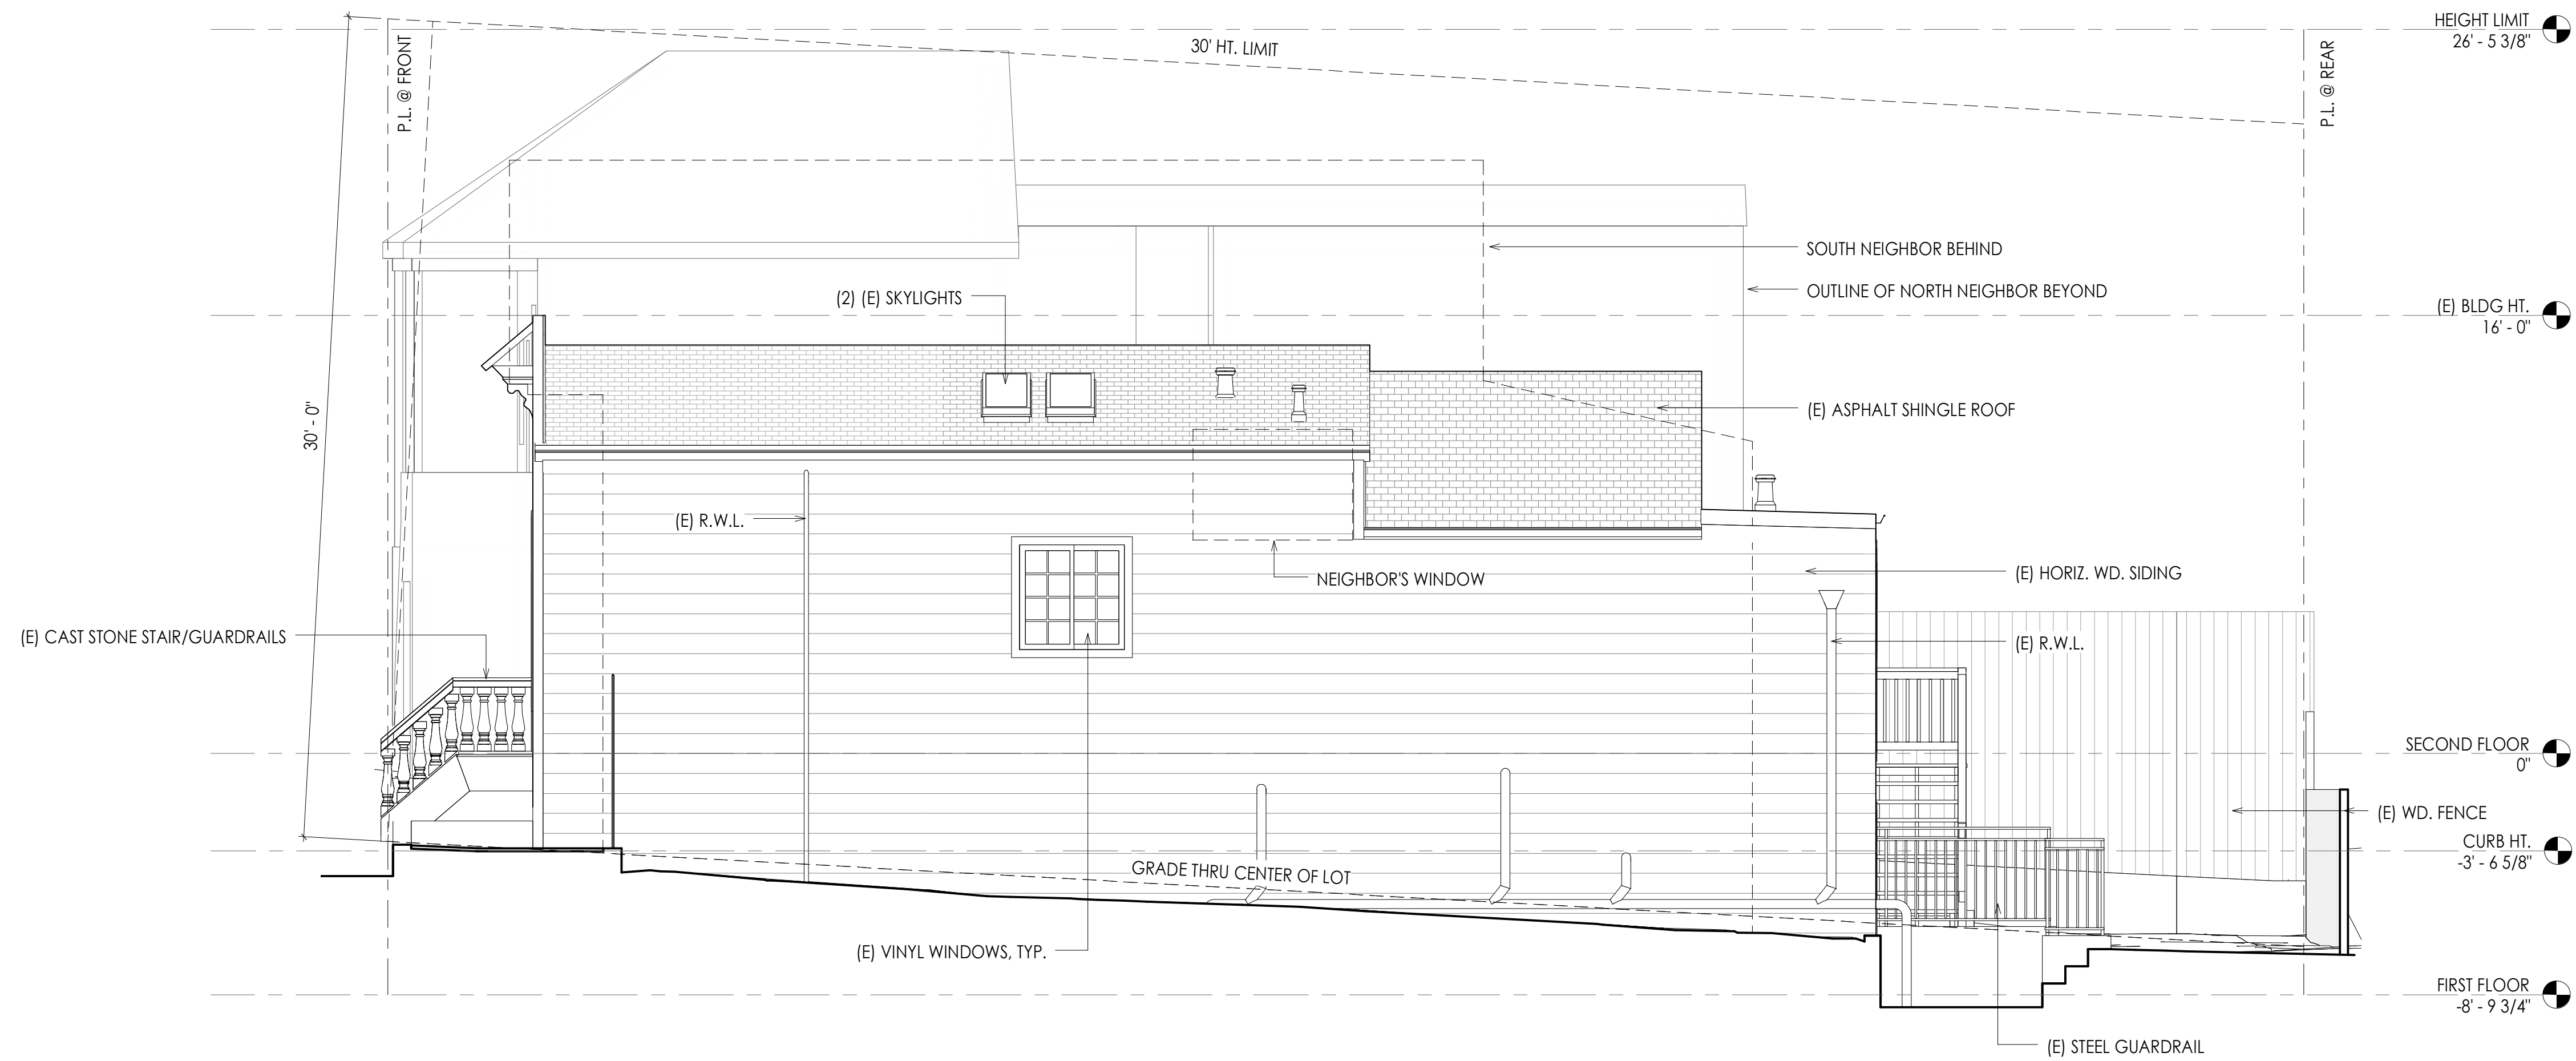 HEIGHT LIMIT
26' - 5 3/8"
P.L. @ FRONT
30' HT. LIMIT
P.L. @ REAR
SOUTH NEIGHBOR BEHIND
(2) (E) SKYLIGHTS
OUTLINE OF NORTH NEIGHBOR BEYOND
(E) BLDG HT.
16' - 0"
30' - 0"
(E) ASPHALT SHINGLE ROOF
(E) R.W.L.
NEIGHBOR'S WINDOW
(E) HORIZ. WD. SIDING
(E) CAST STONE STAIR/GUARDRAILS
(E) R.W.L.
SECOND FLOOR
0"
(E) WD. FENCE
CURB HT.
-3' - 6 5/8"
GRADE THRU CENTER OF LOT
(E) VINYL WINDOWS, TYP.
FIRST FLOOR
-8' - 9 3/4"
(E) STEEL GUARDRAIL